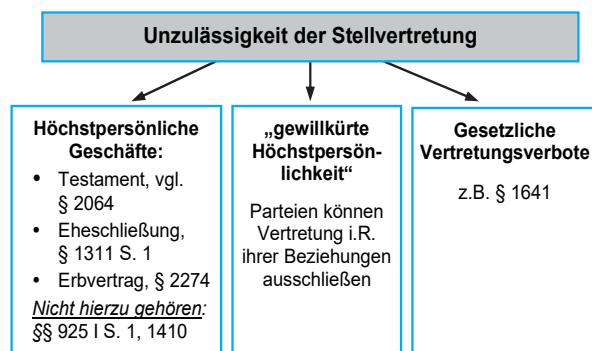 Unzulässigkeit der Stellvertretung
Höchstpersönliche
Geschäfte:
• Testament, vgl.
§ 2064
• Eheschließung,
§ 1311 S. 1
• Erbvertrag, § 2274
Nicht hierzu gehören:
§§ 925 I S. 1, 1410
„gewillkürte
Höchstpersön-
lichkeit“
Parteien können
Vertretung i.R.
ihrer Beziehungen
ausschließen
Gesetzliche
Vertretungsverbote
z.B. § 1641